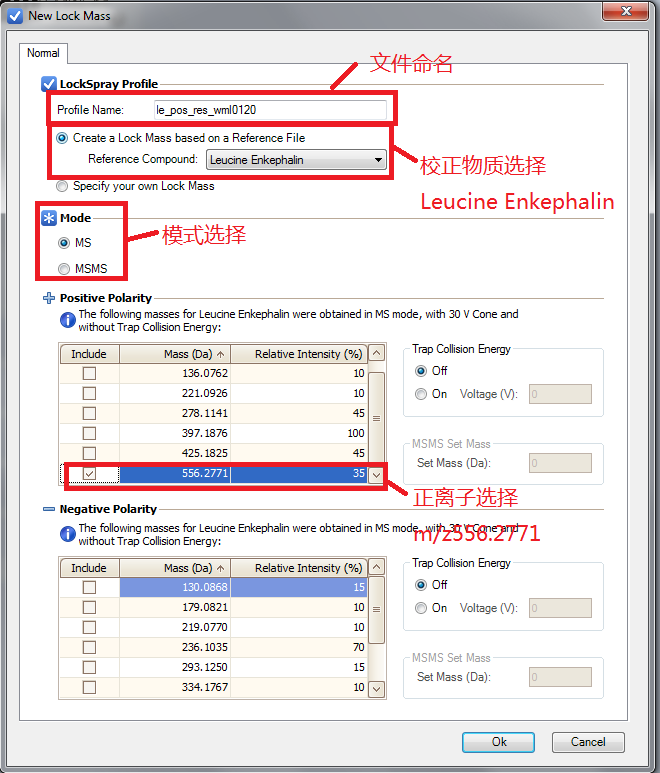 New Lock Mass
Normal
LockSpray Profile
文件命名
Profile Name: le_pos_res_wml0120
Create a Lock Mass based on a Reference File
Reference Compound: Leucine Enkephalin
校正物质选择
Leucine Enkephalin
Specify your own Lock Mass
Mode
MS
模式选择
MSMS
Positive Polarity
The following masses for Leucine Enkephalin were obtained in MS mode, with 30 V Cone and
without Trap Collision Energy:
Include Mass (Da) Relative Intensity (%)
136.0762 10
221.0926 10
278.1141 45
397.1876 100
425.1825 45
556.2771 35
Trap Collision Energy
Off
On Voltage (V): 0
MSMS Set Mass
Set Mass (Da): 0
正离子选择
m/z556.2771
Negative Polarity
The following masses for Leucine Enkephalin were obtained in MS mode, with 30 V Cone and
without Trap Collision Energy:
Include Mass (Da) Relative Intensity (%)
130.0868 15
179.0821 10
219.0770 10
236.1035 70
293.1250 15
334.1767 10
Trap Collision Energy
Off
On Voltage (V): 0
MSMS Set Mass
Set Mass (Da): 0
Ok Cancel